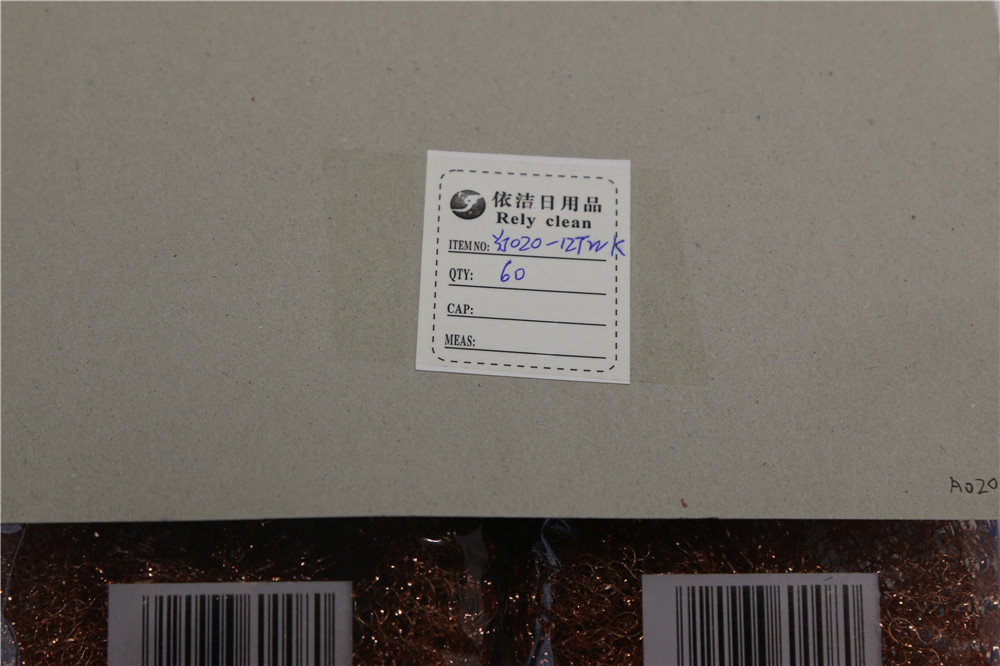 依洁日用品
Rely clean
ITEM NO:
QTY: 60
CAP:
MEAS:
A020